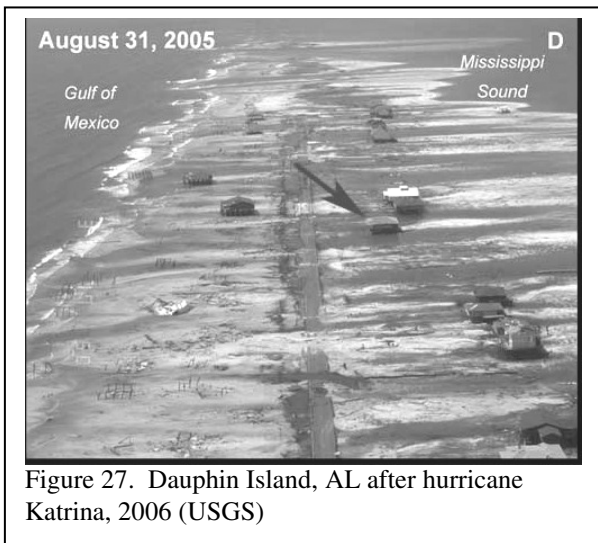 August 31, 2005
D
Gulf of
Mexico
Mississippi
Sound
Figure 27. Dauphin Island, AL after hurricane
Katrina, 2006 (USGS)